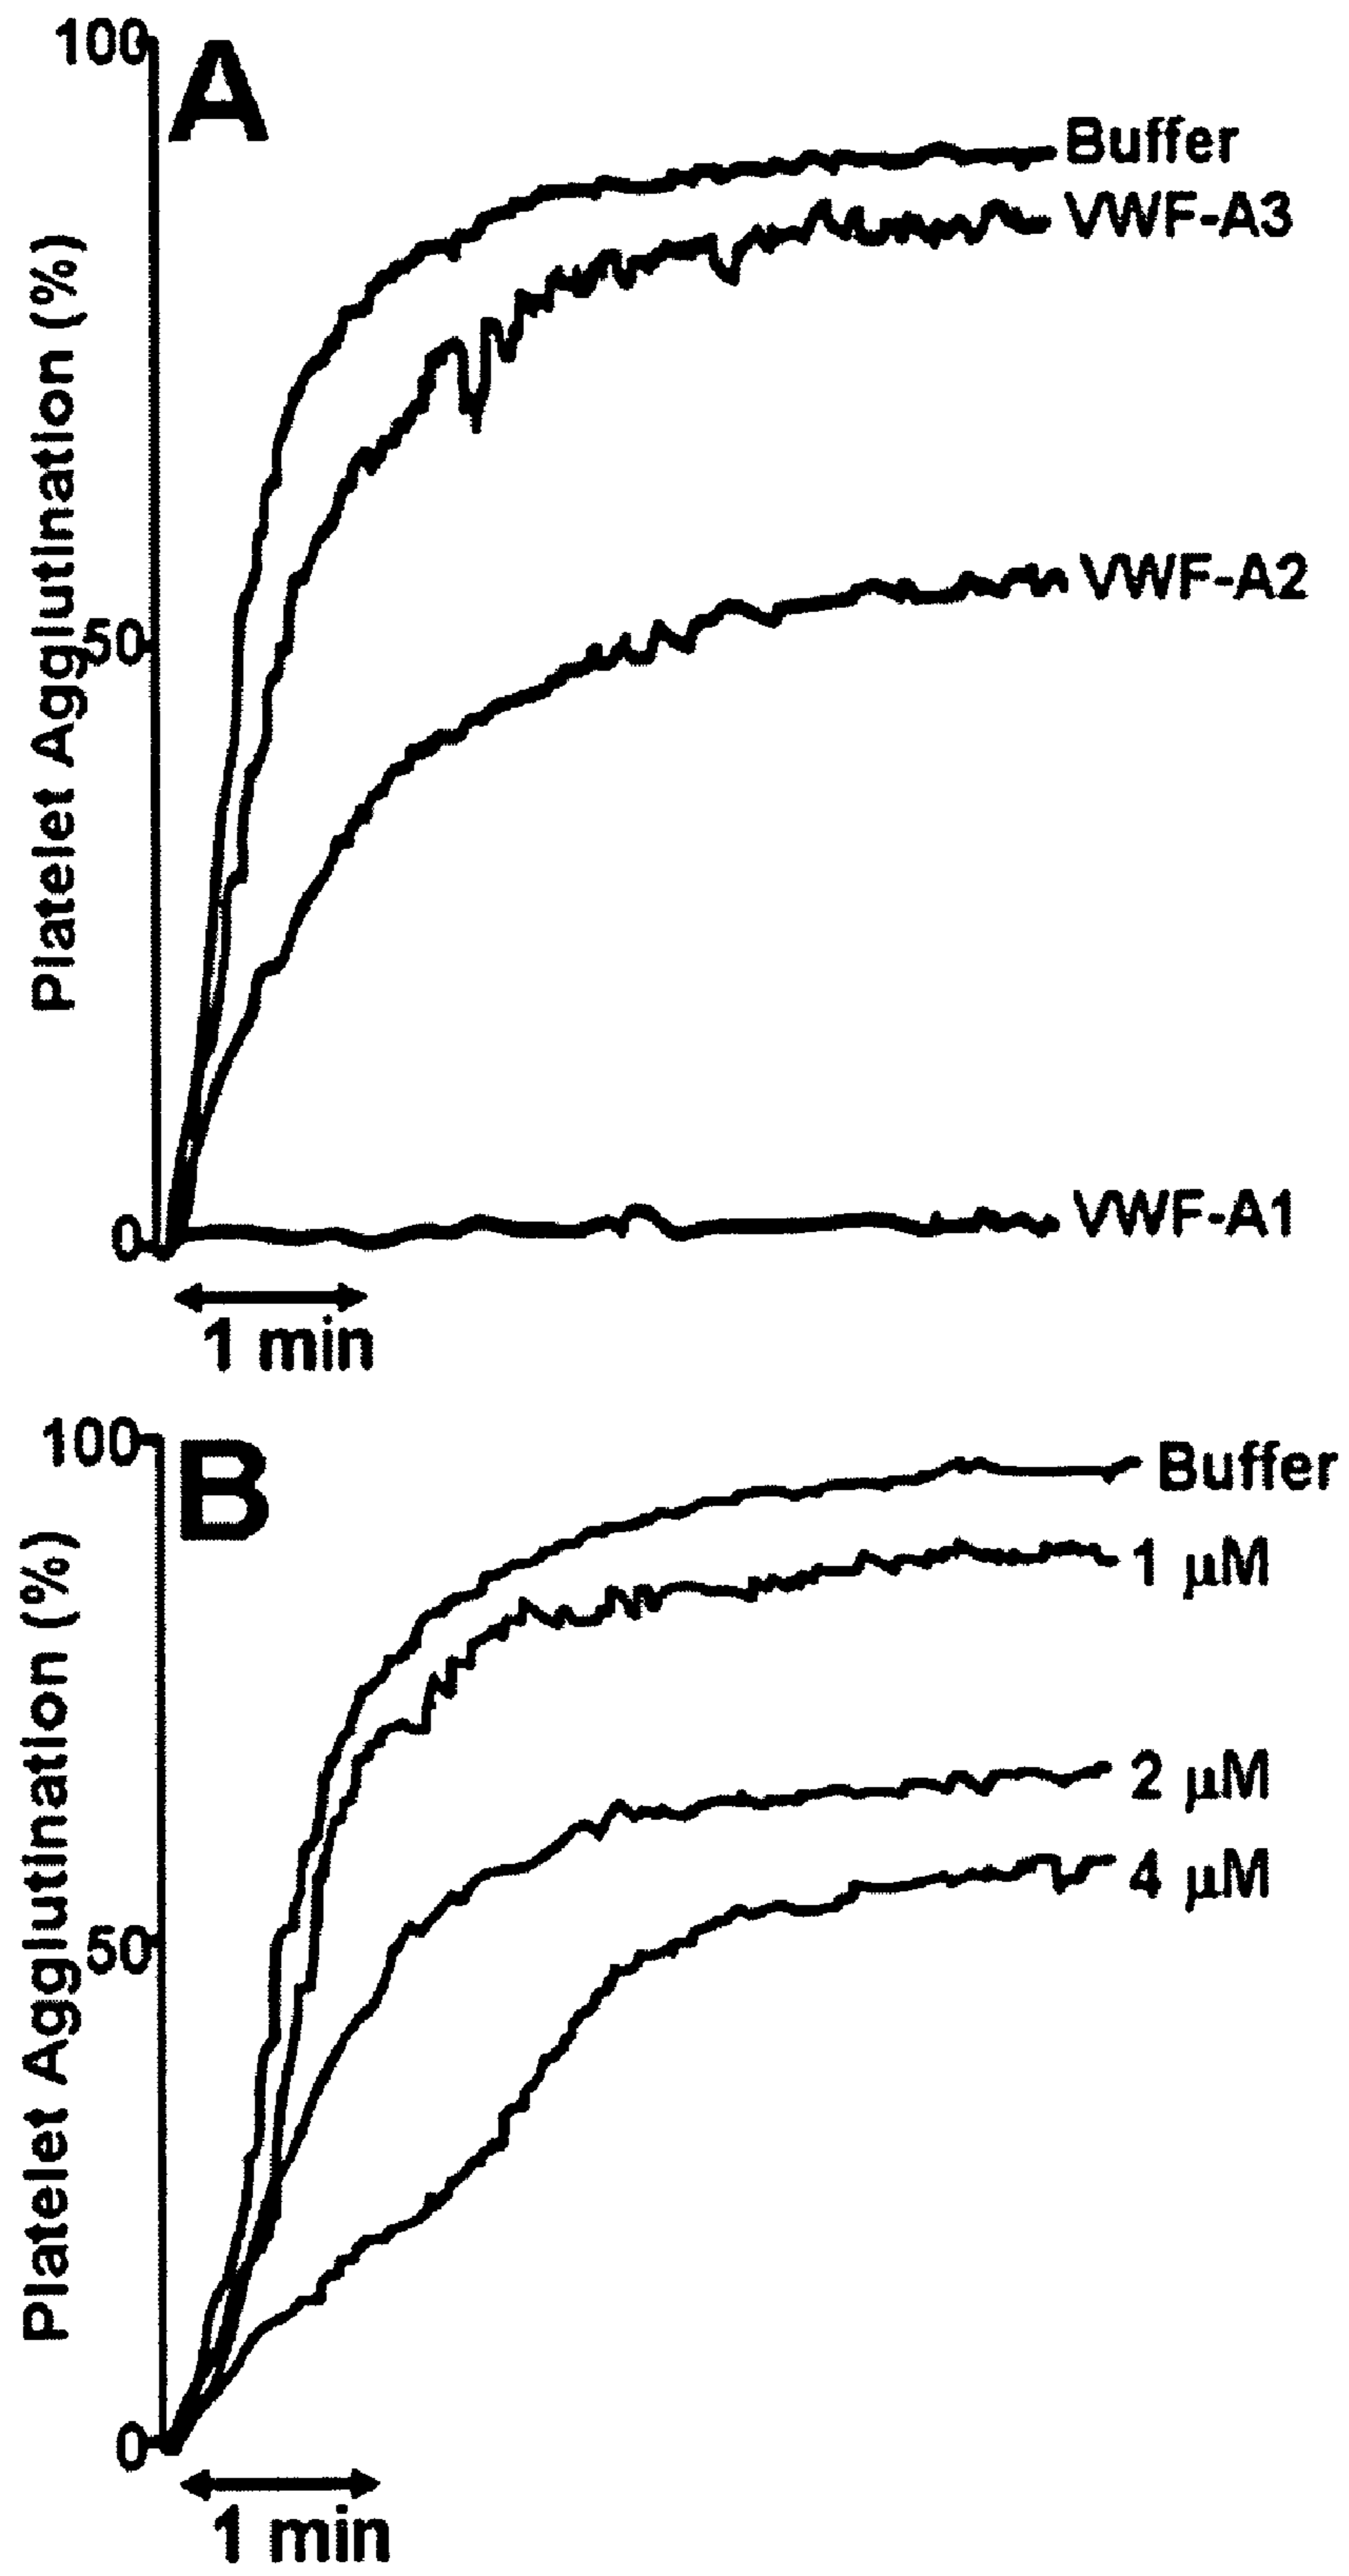 100
A
Buffer
VWF-A3
VWF-A2
50
Platelet Agglutination (%)
VWF-A1
0
1 min
100
B
Buffer
1 μM
2 μM
4 μM
50
Platelet Agglutination (%)
0
1 min